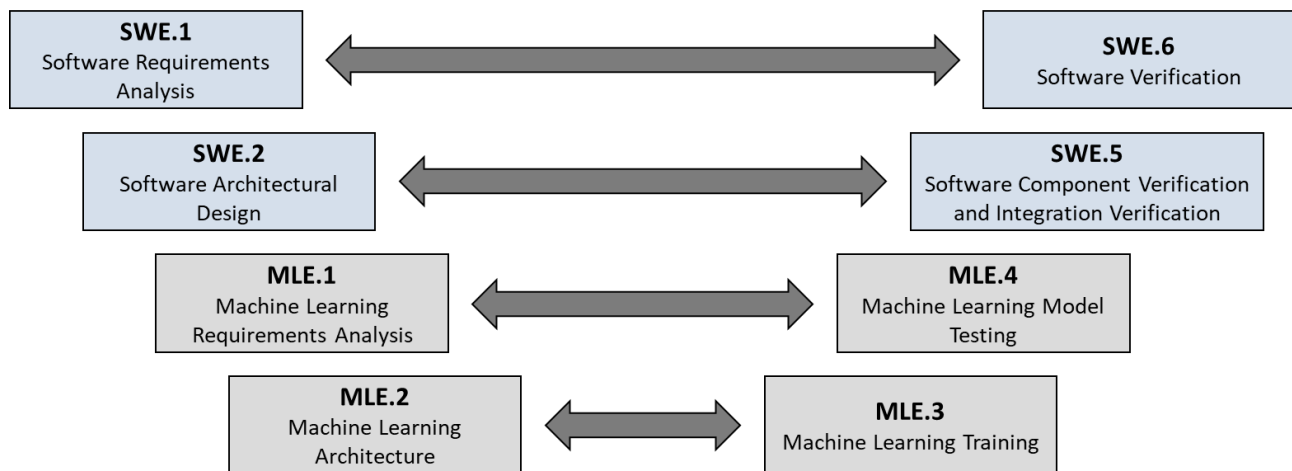 SWE.1
Software Requirements
Analysis
SWE.6
Software Verification
SWE.2
Software Architectural
Design
SWE.5
Software Component Verification
and Integration Verification
MLE.1
Machine Learning
Requirements Analysis
MLE.4
Machine Learning Model
Testing
MLE.2
Machine Learning
Architecture
MLE.3
Machine Learning Training